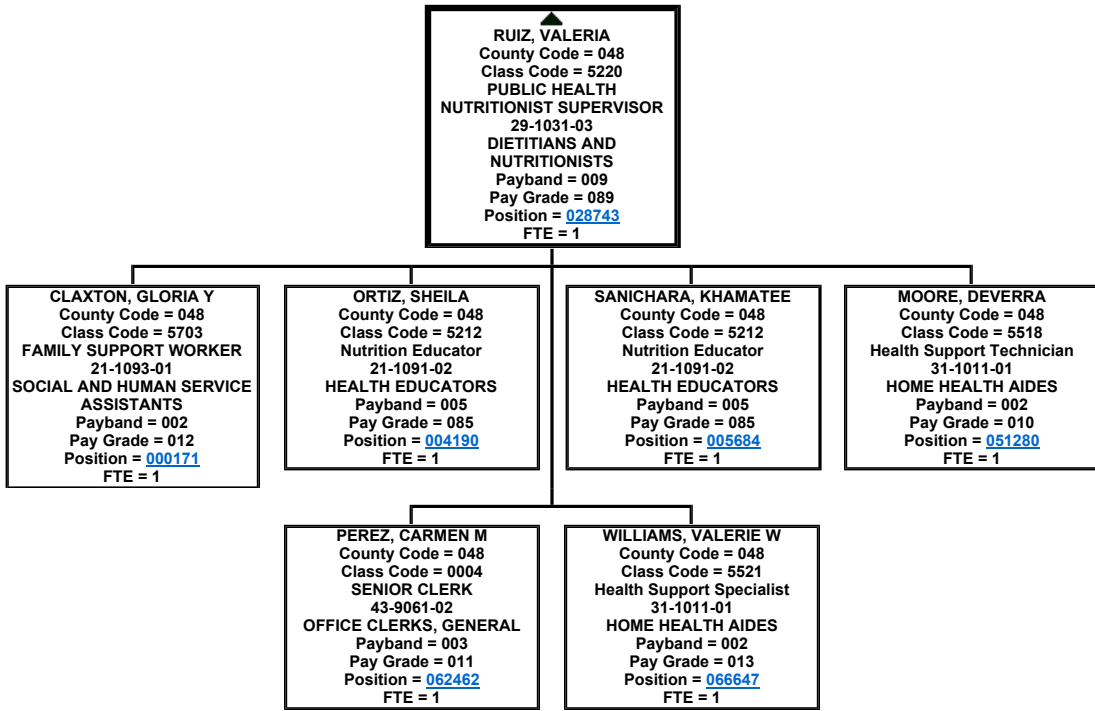 RUIZ, VALERIA
County Code = 048
Class Code = 5220
PUBLIC HEALTH
NUTRITIONIST SUPERVISOR
29-1031-03
DIETITIANS AND
NUTRITIONISTS
Payband = 009
Pay Grade = 089
Position = 028743
FTE = 1
CLAXTON, GLORIA Y
County Code = 048
Class Code = 5703
FAMILY SUPPORT WORKER
21-1093-01
SOCIAL AND HUMAN SERVICE
ASSISTANTS
Payband = 002
Pay Grade = 012
Position = 000171
FTE = 1
ORTIZ, SHEILA
County Code = 048
Class Code = 5212
Nutrition Educator
21-1091-02
HEALTH EDUCATORS
Payband = 005
Pay Grade = 085
Position = 004190
FTE = 1
SANICHARA, KHAMATEE
County Code = 048
Class Code = 5212
Nutrition Educator
21-1091-02
HEALTH EDUCATORS
Payband = 005
Pay Grade = 085
Position = 005684
FTE = 1
MOORE, DEVERRA
County Code = 048
Class Code = 5518
Health Support Technician
31-1011-01
HOME HEALTH AIDES
Payband = 002
Pay Grade = 010
Position = 051280
FTE = 1
PEREZ, CARMEN M
County Code = 048
Class Code = 0004
SENIOR CLERK
43-9061-02
OFFICE CLERKS, GENERAL
Payband = 003
Pay Grade = 011
Position = 062462
FTE = 1
WILLIAMS, VALERIE W
County Code = 048
Class Code = 5521
Health Support Specialist
31-1011-01
HOME HEALTH AIDES
Payband = 002
Pay Grade = 013
Position = 066647
FTE = 1